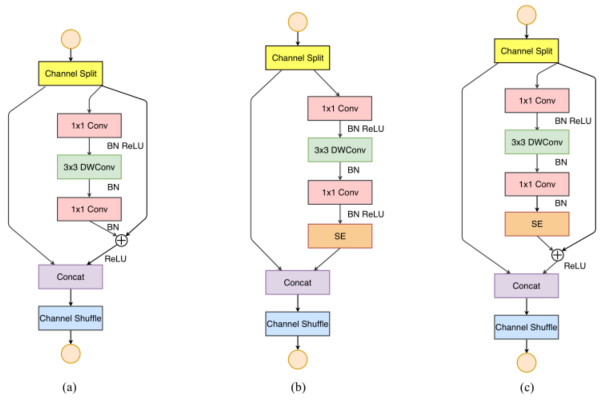 Channel Split
1x1 Conv
BN ReLU
3x3 DWConv
BN
1x1 Conv
BN
ReLU
Concat
Channel Shuffle
(a)
Channel Split
1x1 Conv
BN ReLU
3x3 DWConv
BN
1x1 Conv
BN ReLU
SE
Concat
Channel Shuffle
(b)
Channel Split
1x1 Conv
BN ReLU
3x3 DWConv
BN
1x1 Conv
BN
SE
ReLU
Concat
Channel Shuffle
(c)